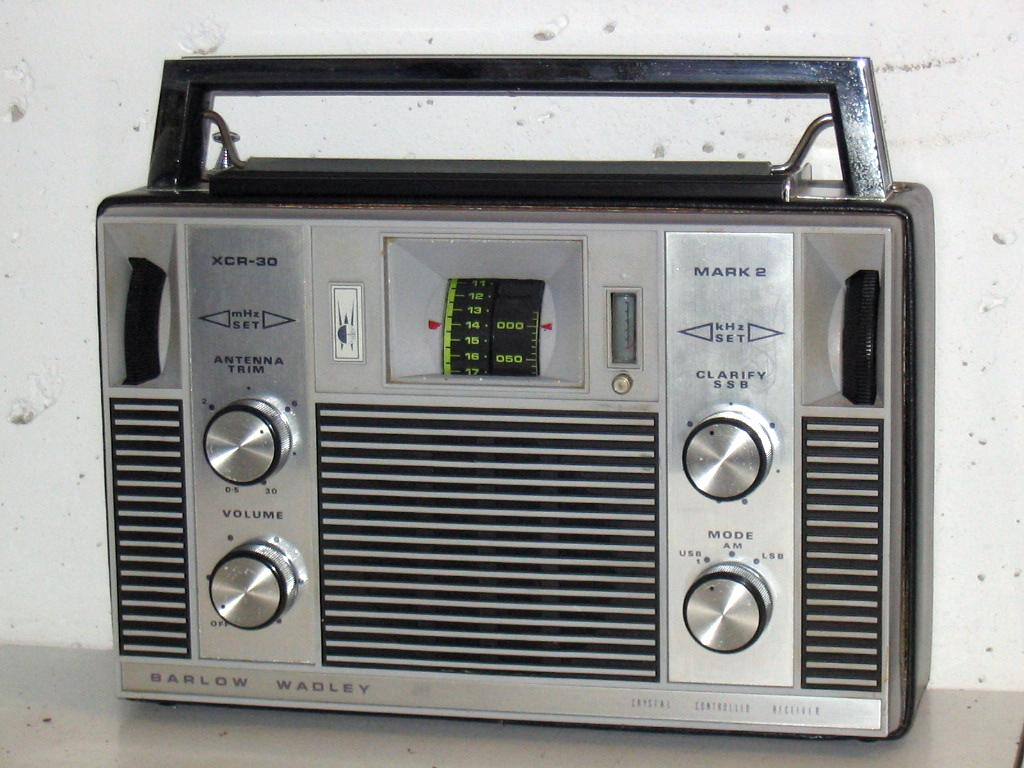 XCR-30
mHz
SET
ANTENNA
TRIM
2
6
0·5 30
VOLUME
OFF
11
12
13
14 000
15
16 050
17
MARK 2
kHz
SET
CLARIFY
SSB
MODE
AM
USB LSB
BARLOW WADLEY
CRYSTAL CONTROLLED RECEIVER